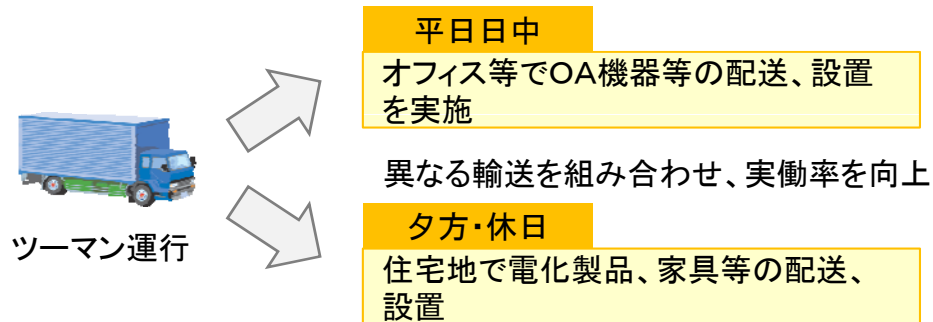 平日日中
オフィス等でOA機器等の配送、設置
を実施
異なる輸送を組み合わせ、実働率を向上
ツーマン運行
夕方・休日
住宅地で電化製品、家具等の配送、
設置